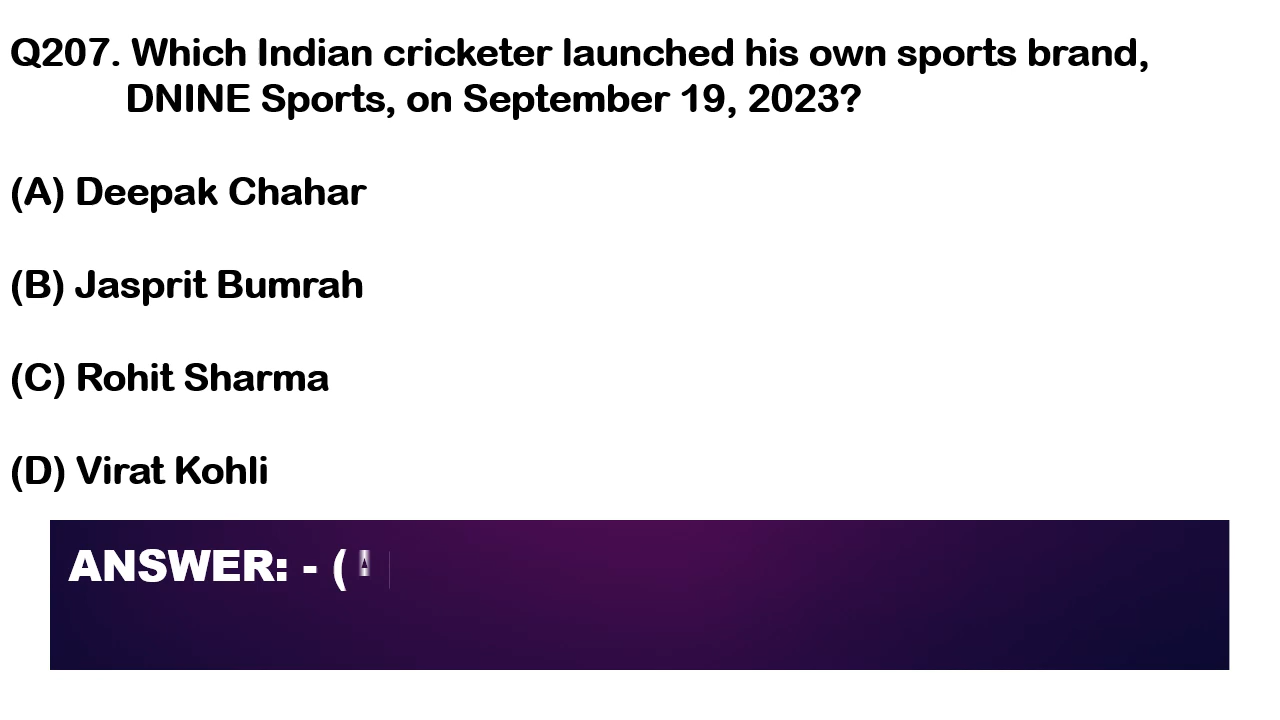 Q207. Which Indian cricketer launched his own sports brand,
DNINE Sports, on September 19, 2023?
(A) Deepak Chahar
(B) Jasprit Bumrah
(C) Rohit Sharma
(D) Virat Kohli
ANSWER: - (